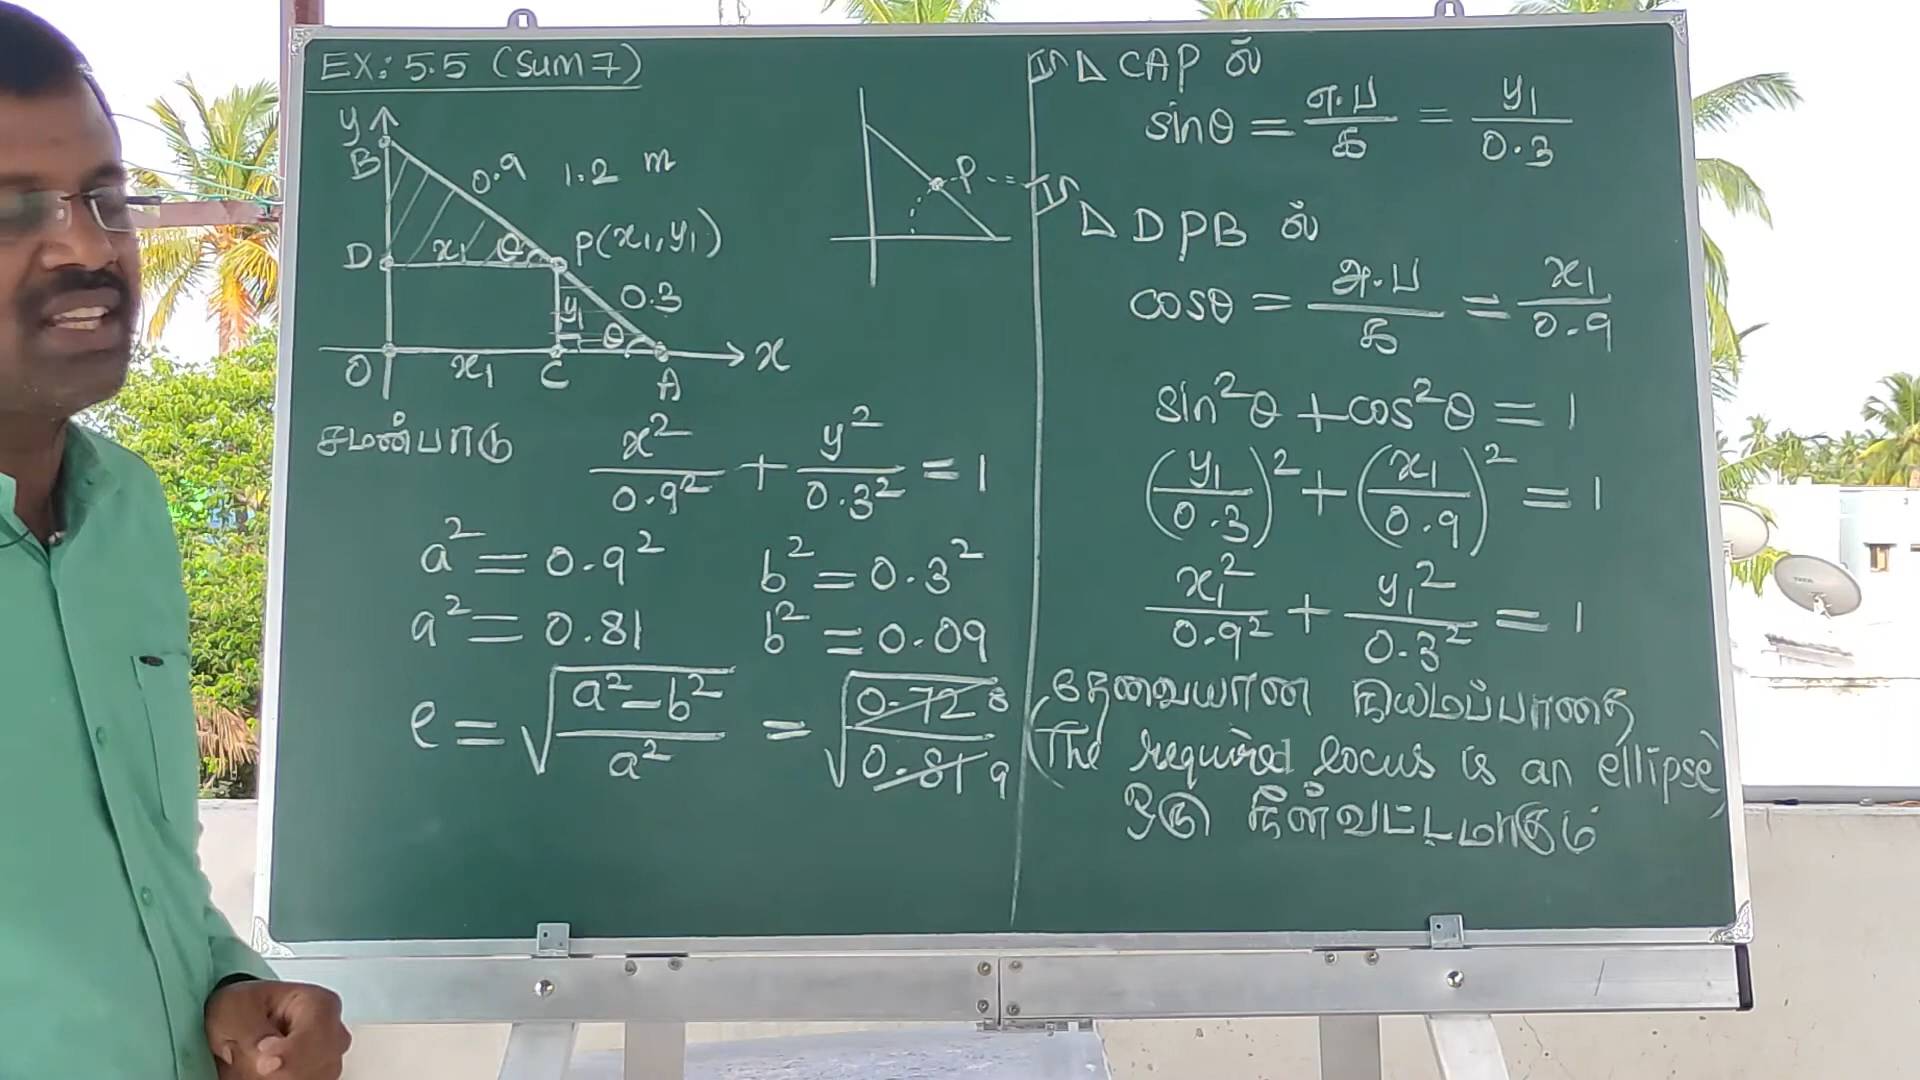 EX: 5.5 (Sum 7)
y
B
0.9
1.2 m
D
x₁
θ
P(x₁, y₁)
y₁
0.3
θ
O
x₁
C
A
x
P
சமன்பாடு x²/0.9² + y²/0.3² = 1
a² = 0.9² b² = 0.3²
a² = 0.81 b² = 0.09
e = √((a²-b²)/a²) = √(0.72/0.81) 8 9
Δ CAP ல்
sinθ = எ.ப/க = y₁/0.3
Δ DPB ல்
cosθ = அ.ப/க = x₁/0.9
sin²θ + cos²θ = 1
(y₁/0.3)² + (x₁/0.9)² = 1
x₁²/0.9² + y₁²/0.3² = 1
தேவையான நியமப்பாதை
(The required locus is an ellipse)
ஒரு நீள்வட்டமாகும்